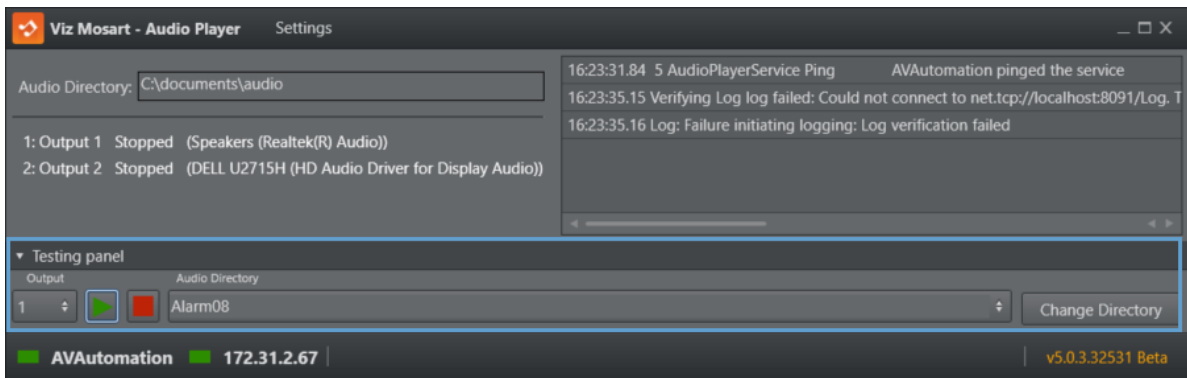 Viz Mosart - Audio Player Settings
Audio Directory: C:\documents\audio
1: Output 1 Stopped (Speakers (Realtek(R) Audio))
2: Output 2 Stopped (DELL U2715H (HD Audio Driver for Display Audio))
16:23:31.84 5 AudioPlayerService Ping AVAutomation pinged the service
16:23:35.15 Verifying Log log failed: Could not connect to net.tcp://localhost:8091/Log. T
16:23:35.16 Log: Failure initiating logging: Log verification failed
Testing panel
Output Audio Directory
1 Alarm08 Change Directory
AVAutomation 172.31.2.67 v5.0.3.32531 Beta